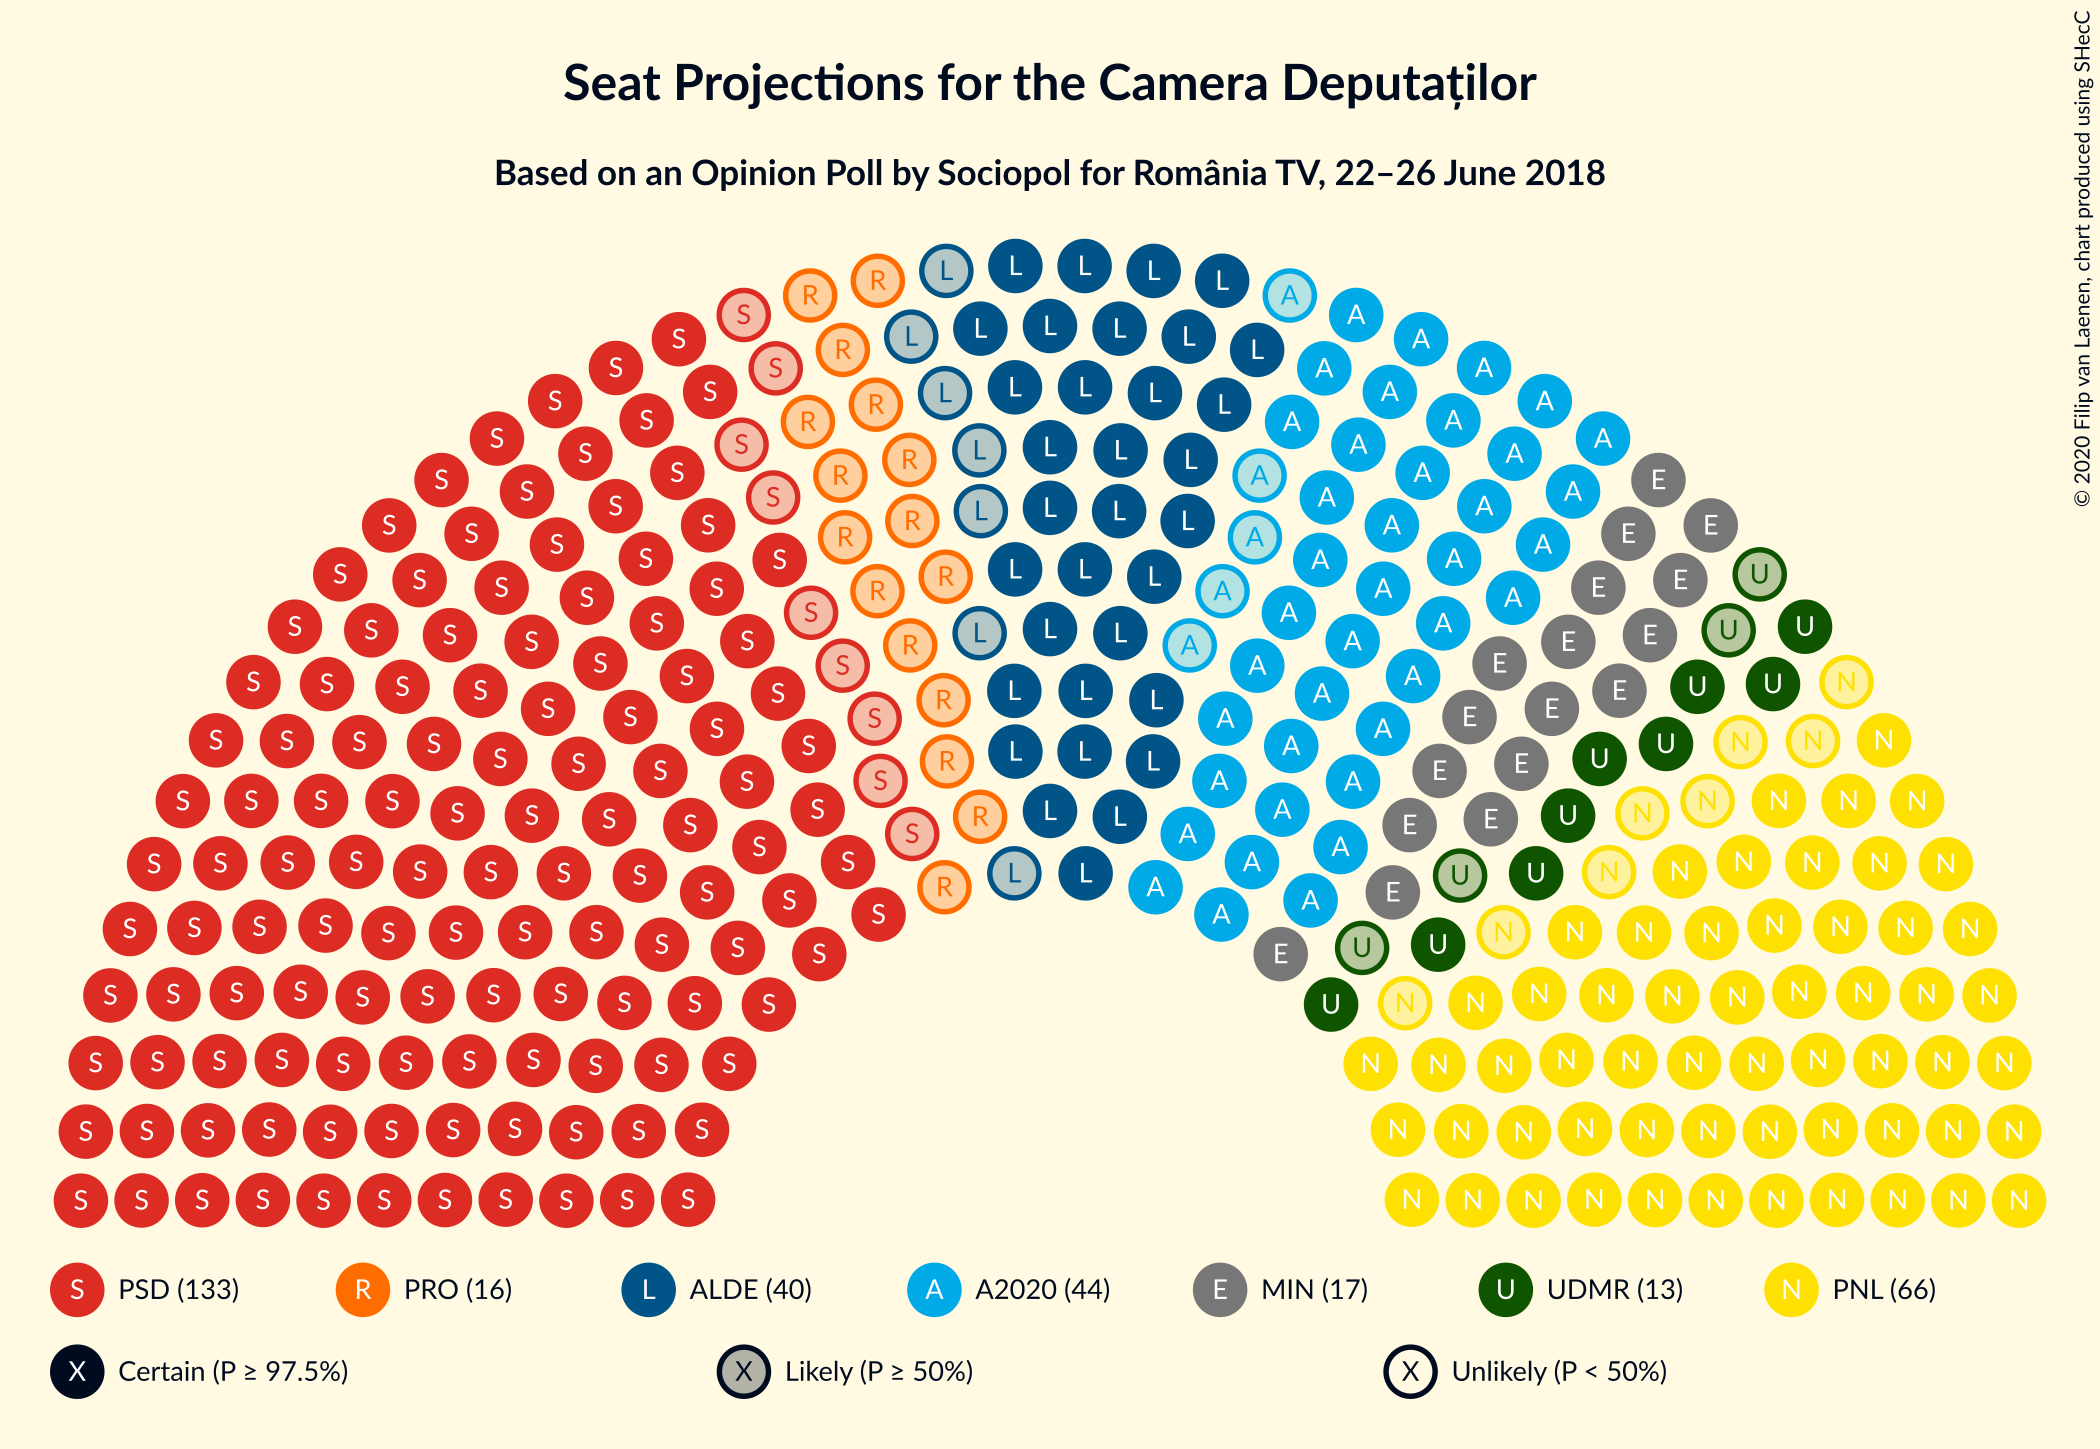 Seat Projections for the Camera Deputaților
Based on an Opinion Poll by Sociopol for România TV, 22–26 June 2018
© 2020 Filip van Laenen, chart produced using SHecC
S PSD (133) R PRO (16) L ALDE (40) A A2020 (44) E MIN (17) U UDMR (13) N PNL (66)
X Certain (P ≥ 97.5%) X Likely (P ≥ 50%) X Unlikely (P < 50%)